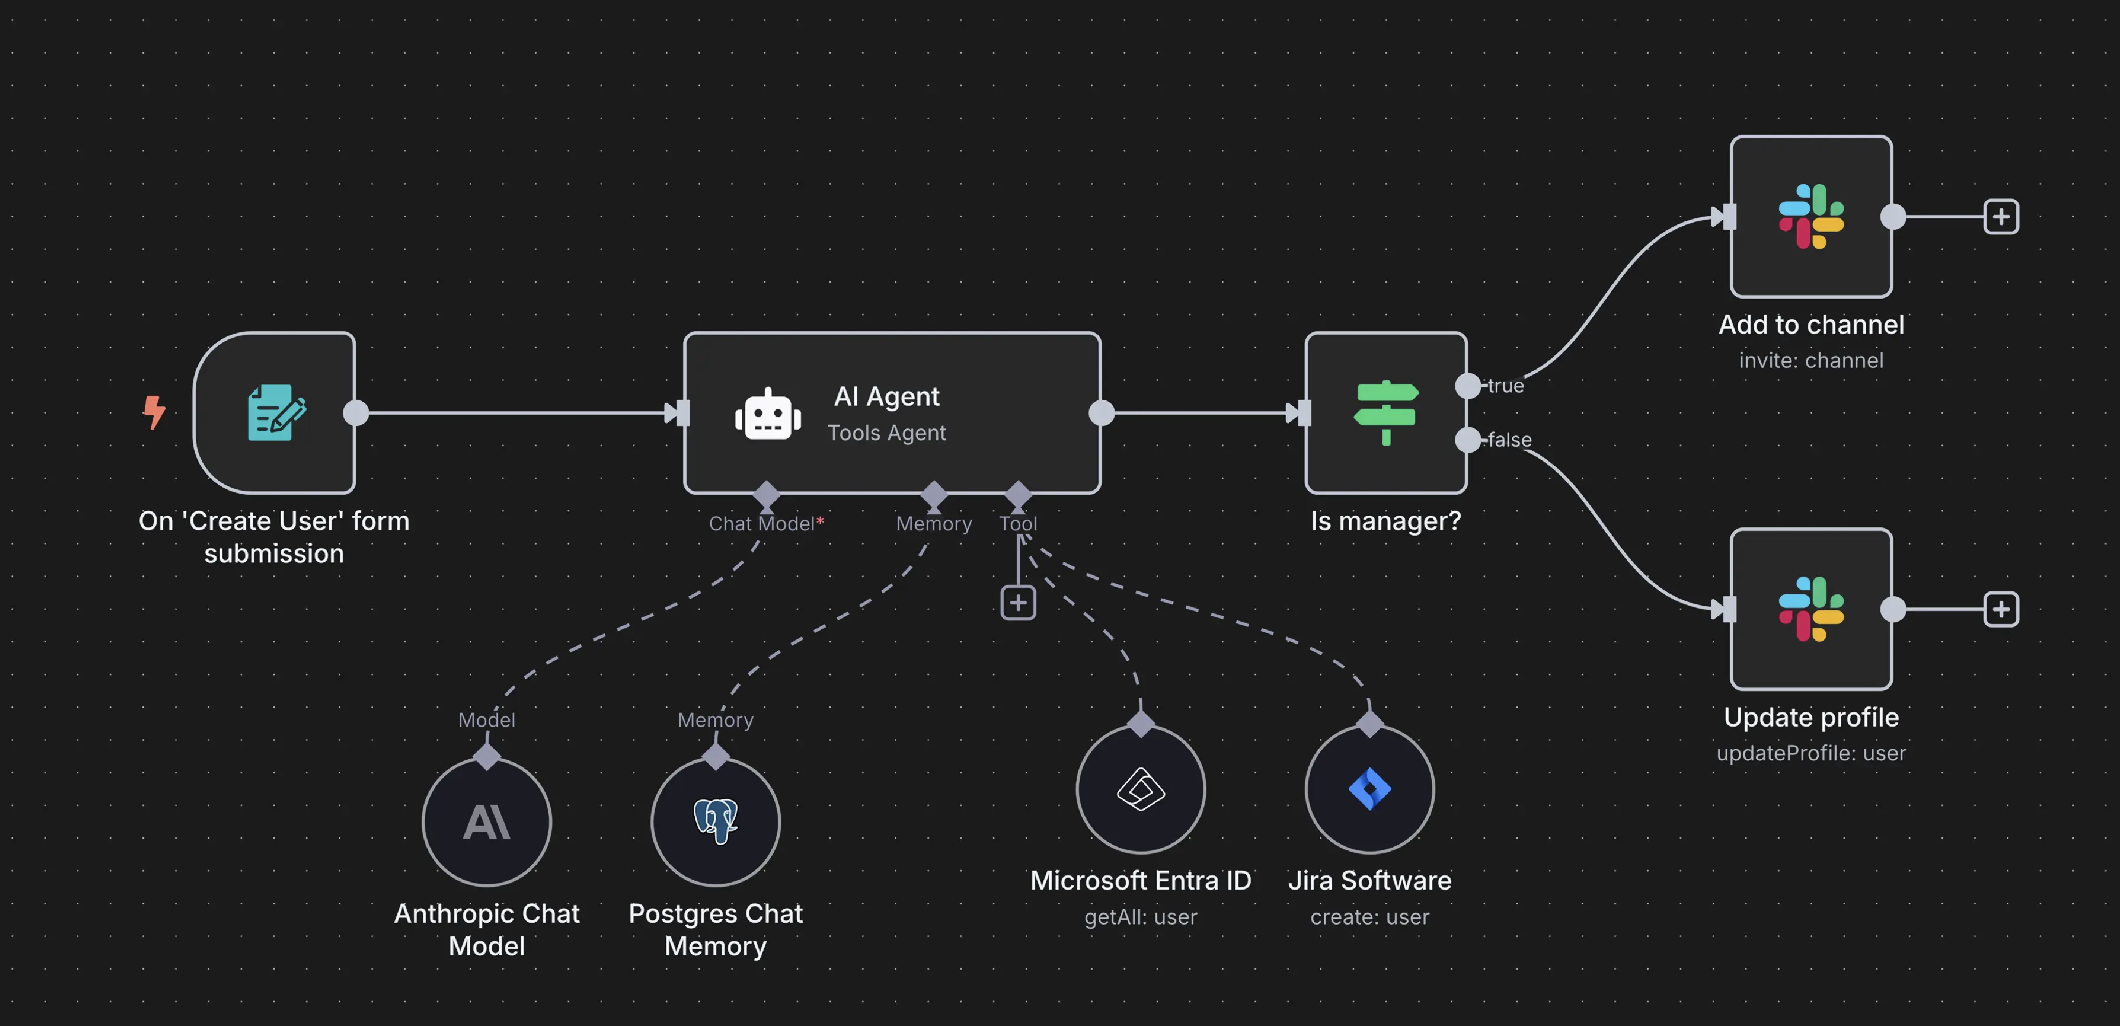 On 'Create User' form
submission
AI Agent
Tools Agent
Chat Model*
Memory
Tool
Is manager?
true
false
Add to channel
invite: channel
Update profile
updateProfile: user
Model
Anthropic Chat
Model
Memory
Postgres Chat
Memory
Microsoft Entra ID
getAll: user
Jira Software
create: user